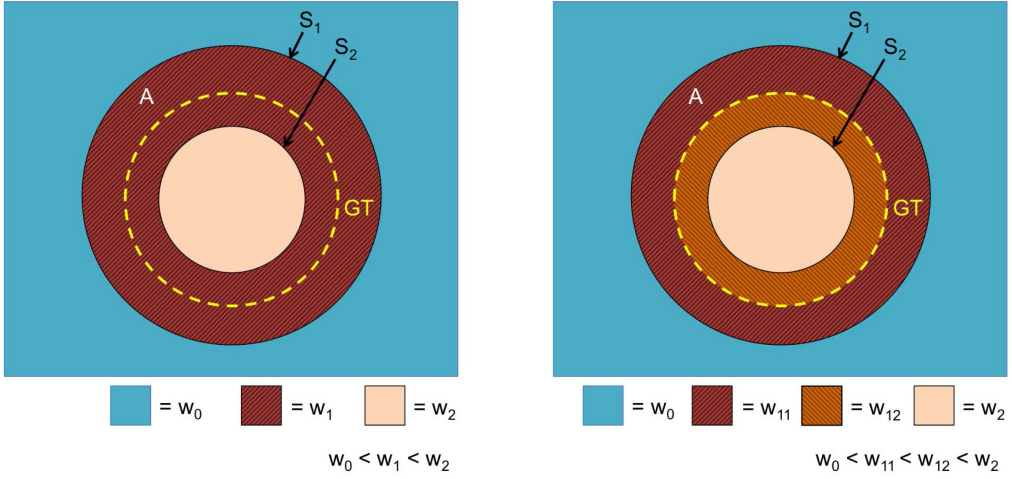 S₁
S₂
A
GT
= w₀ = w₁ = w₂
w₀ < w₁ < w₂
S₁
S₂
A
GT
= w₀ = w₁₁ = w₁₂ = w₂
w₀ < w₁₁ < w₁₂ < w₂